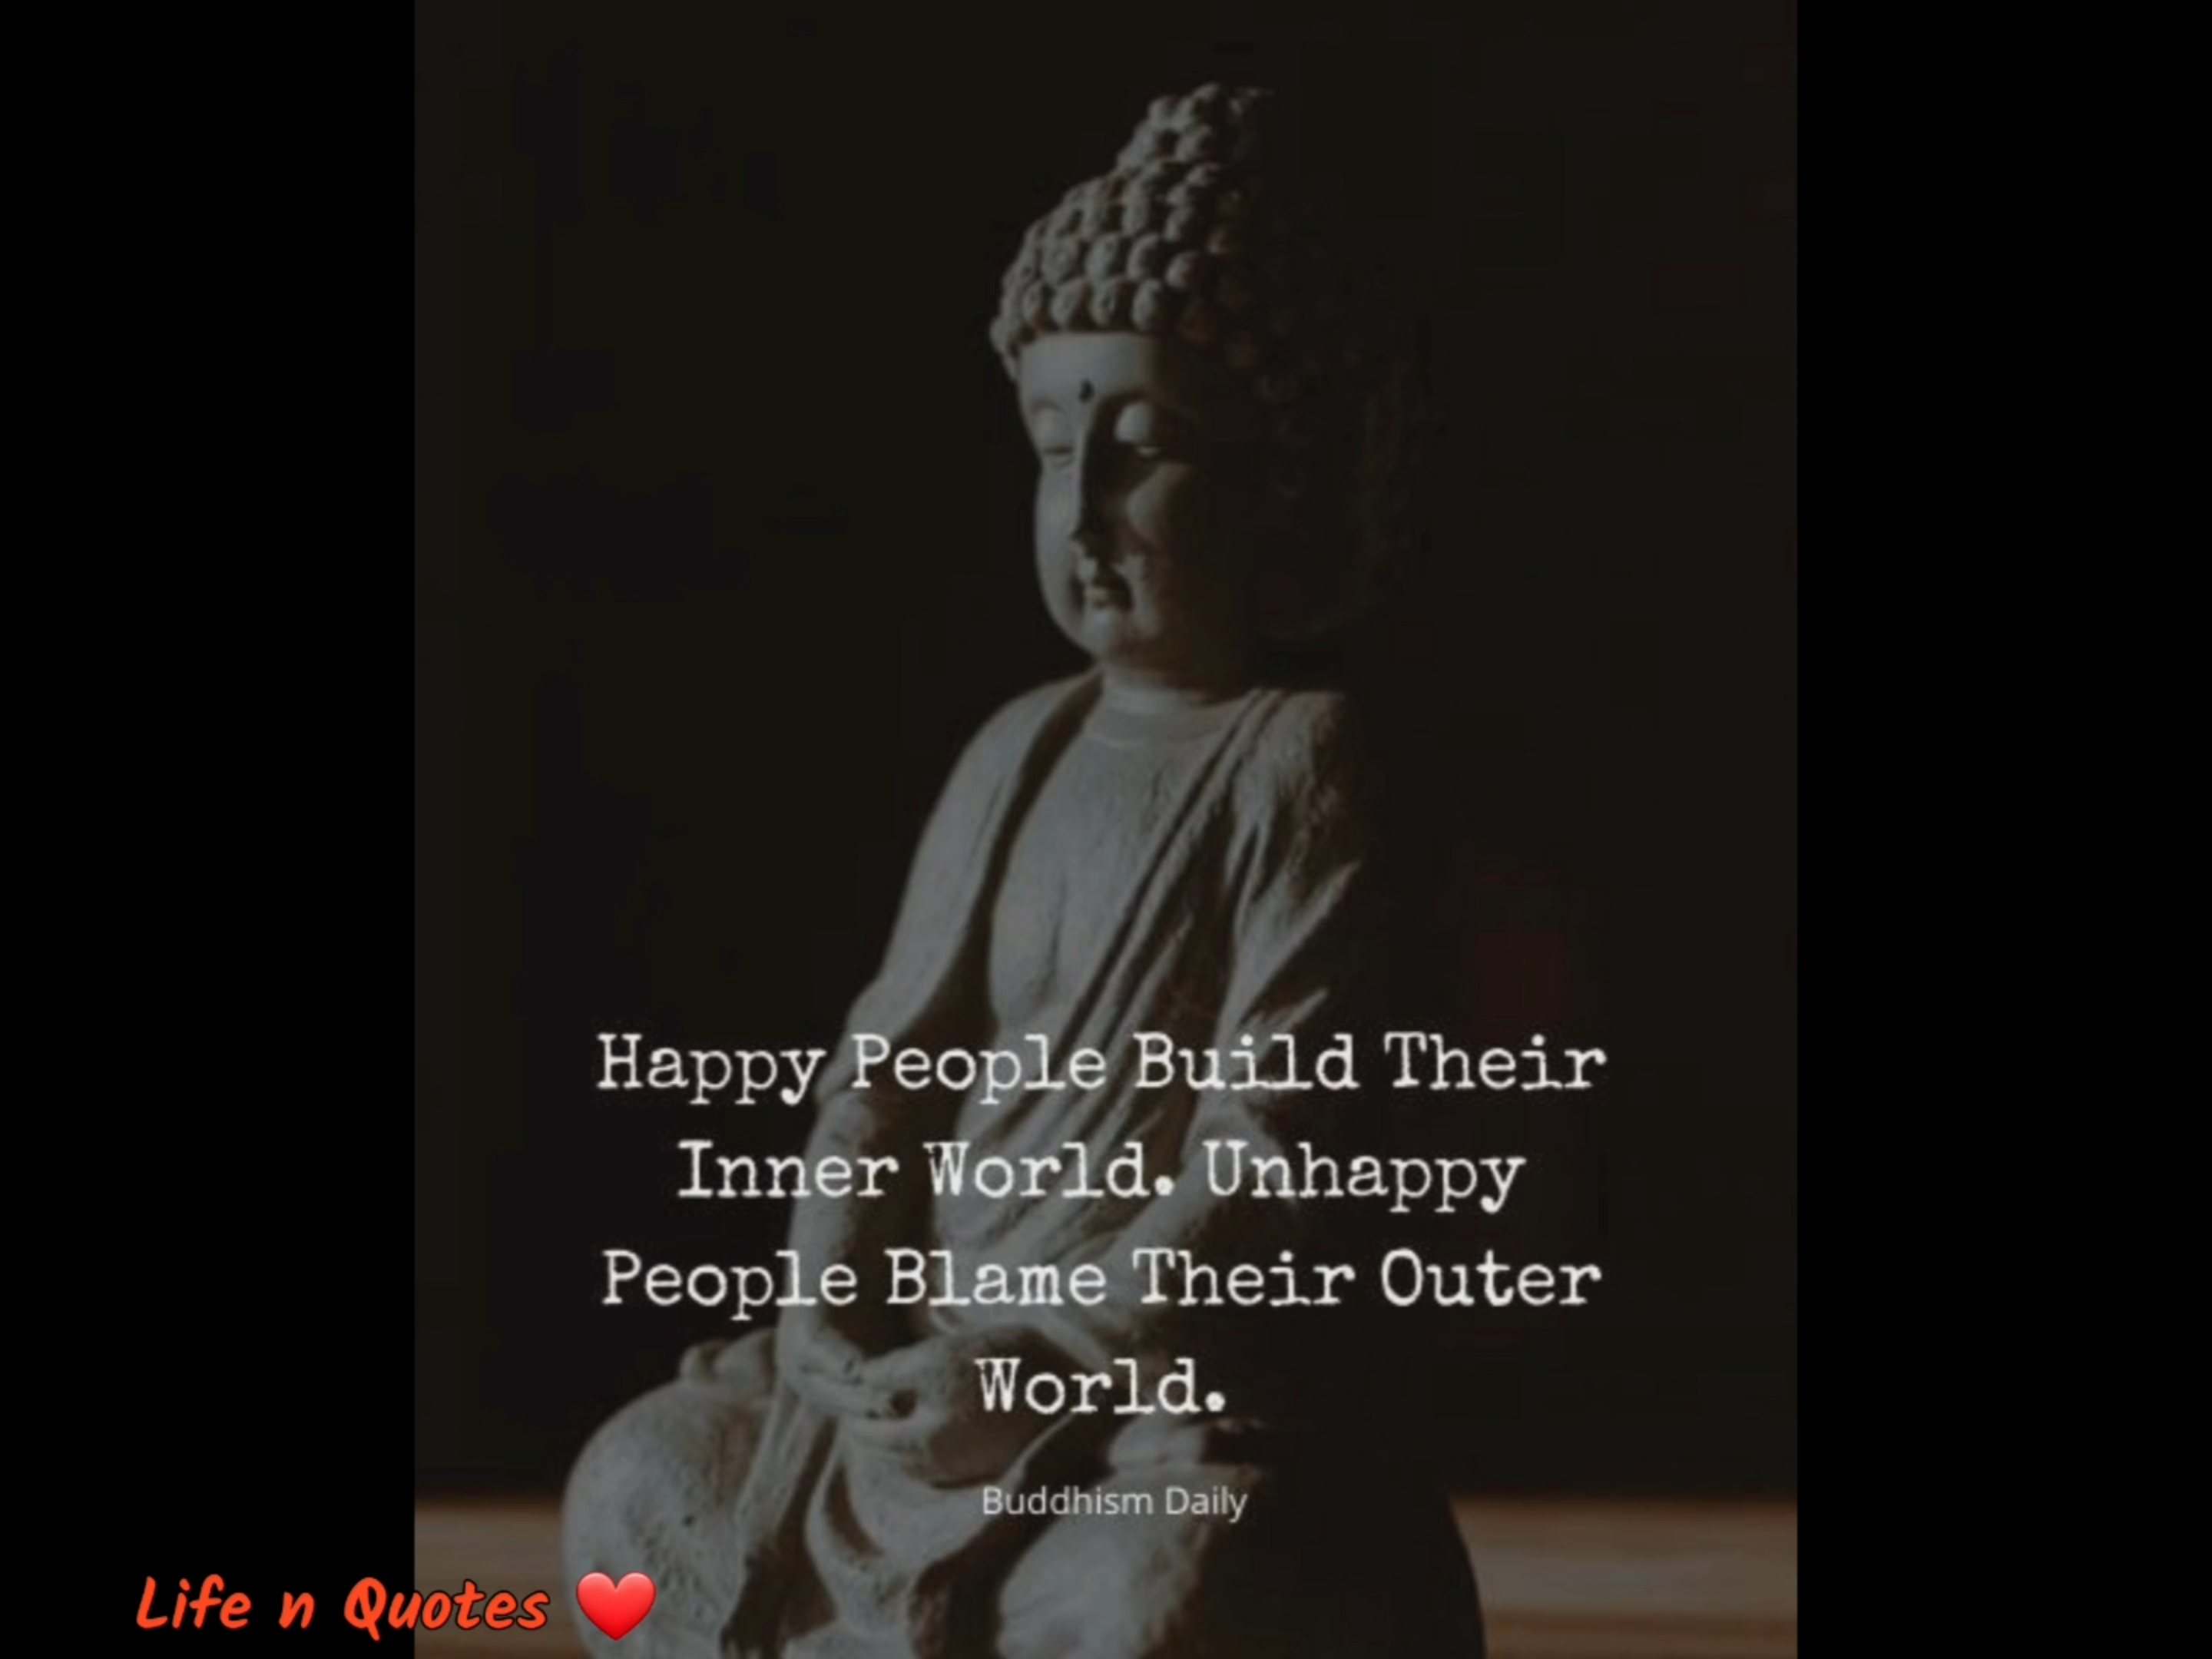 Happy People Build Their
Inner World. Unhappy
People Blame Their Outer
World.
Buddhism Daily
Life n Quotes ❤️